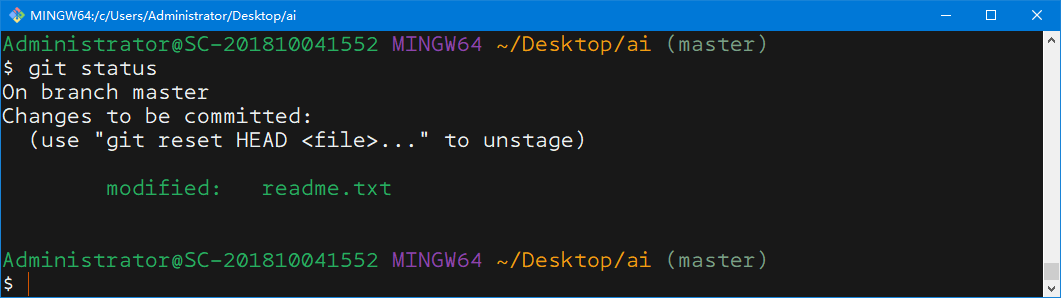 MINGW64:/c/Users/Administrator/Desktop/ai
Administrator@SC-201810041552 MINGW64 ~/Desktop/ai (master)
$ git status
On branch master
Changes to be committed:
  (use "git reset HEAD <file>..." to unstage)
        modified:   readme.txt
Administrator@SC-201810041552 MINGW64 ~/Desktop/ai (master)
$